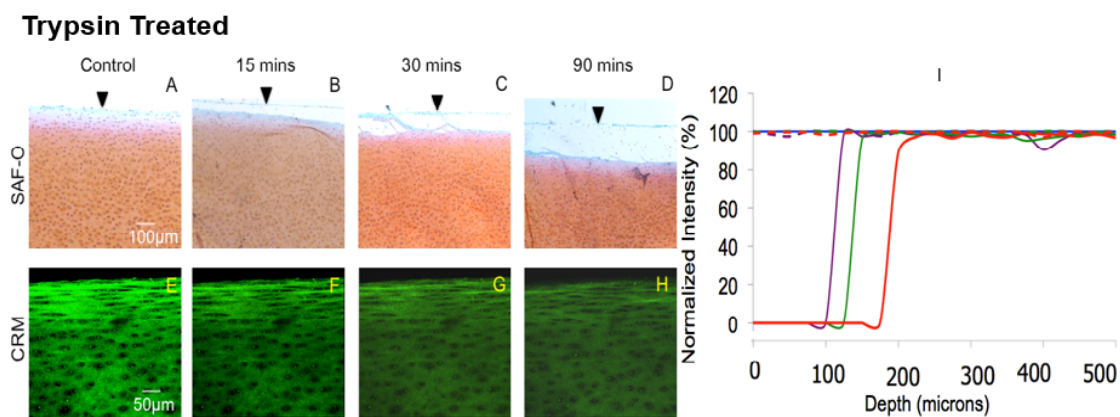 Trypsin Treated
Control
15 mins
30 mins
90 mins
A
B
C
D
SAF-O
100µm
E
F
G
H
CRM
50µm
I
Normalized Intensity (%)
120
100
80
60
40
20
0
0 100 200 300 400 500
Depth (microns)